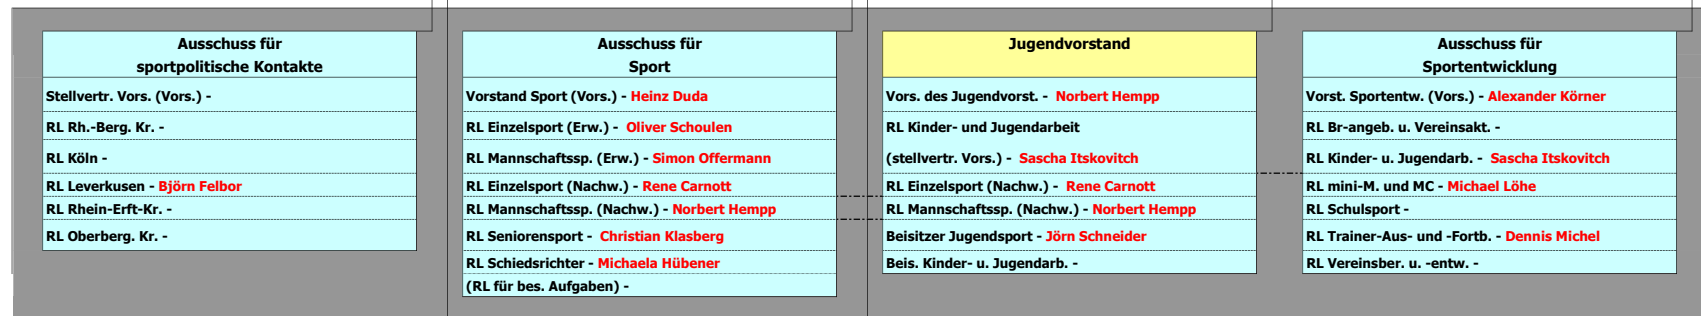 Ausschuss für
sportpolitische Kontakte
Stellvertr. Vors. (Vors.) -
RL Rh.-Berg. Kr. -
RL Köln -
RL Leverkusen - Björn Felbor
RL Rhein-Erft-Kr. -
RL Oberberg. Kr. -
Ausschuss für
Sport
Vorstand Sport (Vors.) - Heinz Duda
RL Einzelsport (Erw.) - Oliver Schoulen
RL Mannschaftssp. (Erw.) - Simon Offermann
RL Einzelsport (Nachw.) - Rene Carnott
RL Mannschaftssp. (Nachw.) - Norbert Hempp
RL Seniorensport - Christian Klasberg
RL Schiedsrichter - Michaela Hübener
(RL für bes. Aufgaben) -
Jugendvorstand
Vors. des Jugendvorst. - Norbert Hempp
RL Kinder- und Jugendarbeit
(stellvertr. Vors.) - Sascha Itskovitch
RL Einzelsport (Nachw.) - Rene Carnott
RL Mannschaftssp. (Nachw.) - Norbert Hempp
Beisitzer Jugendsport - Jörn Schneider
Beis. Kinder- u. Jugendarb. -
Ausschuss für
Sportentwicklung
Vorst. Sportentw. (Vors.) - Alexander Körner
RL Br-angeb. u. Vereinsakt. -
RL Kinder- u. Jugendarb. - Sascha Itskovitch
RL mini-M. und MC - Michael Löhe
RL Schulsport -
RL Trainer-Aus- und -Fortb. - Dennis Michel
RL Vereinsber. u. -entw. -